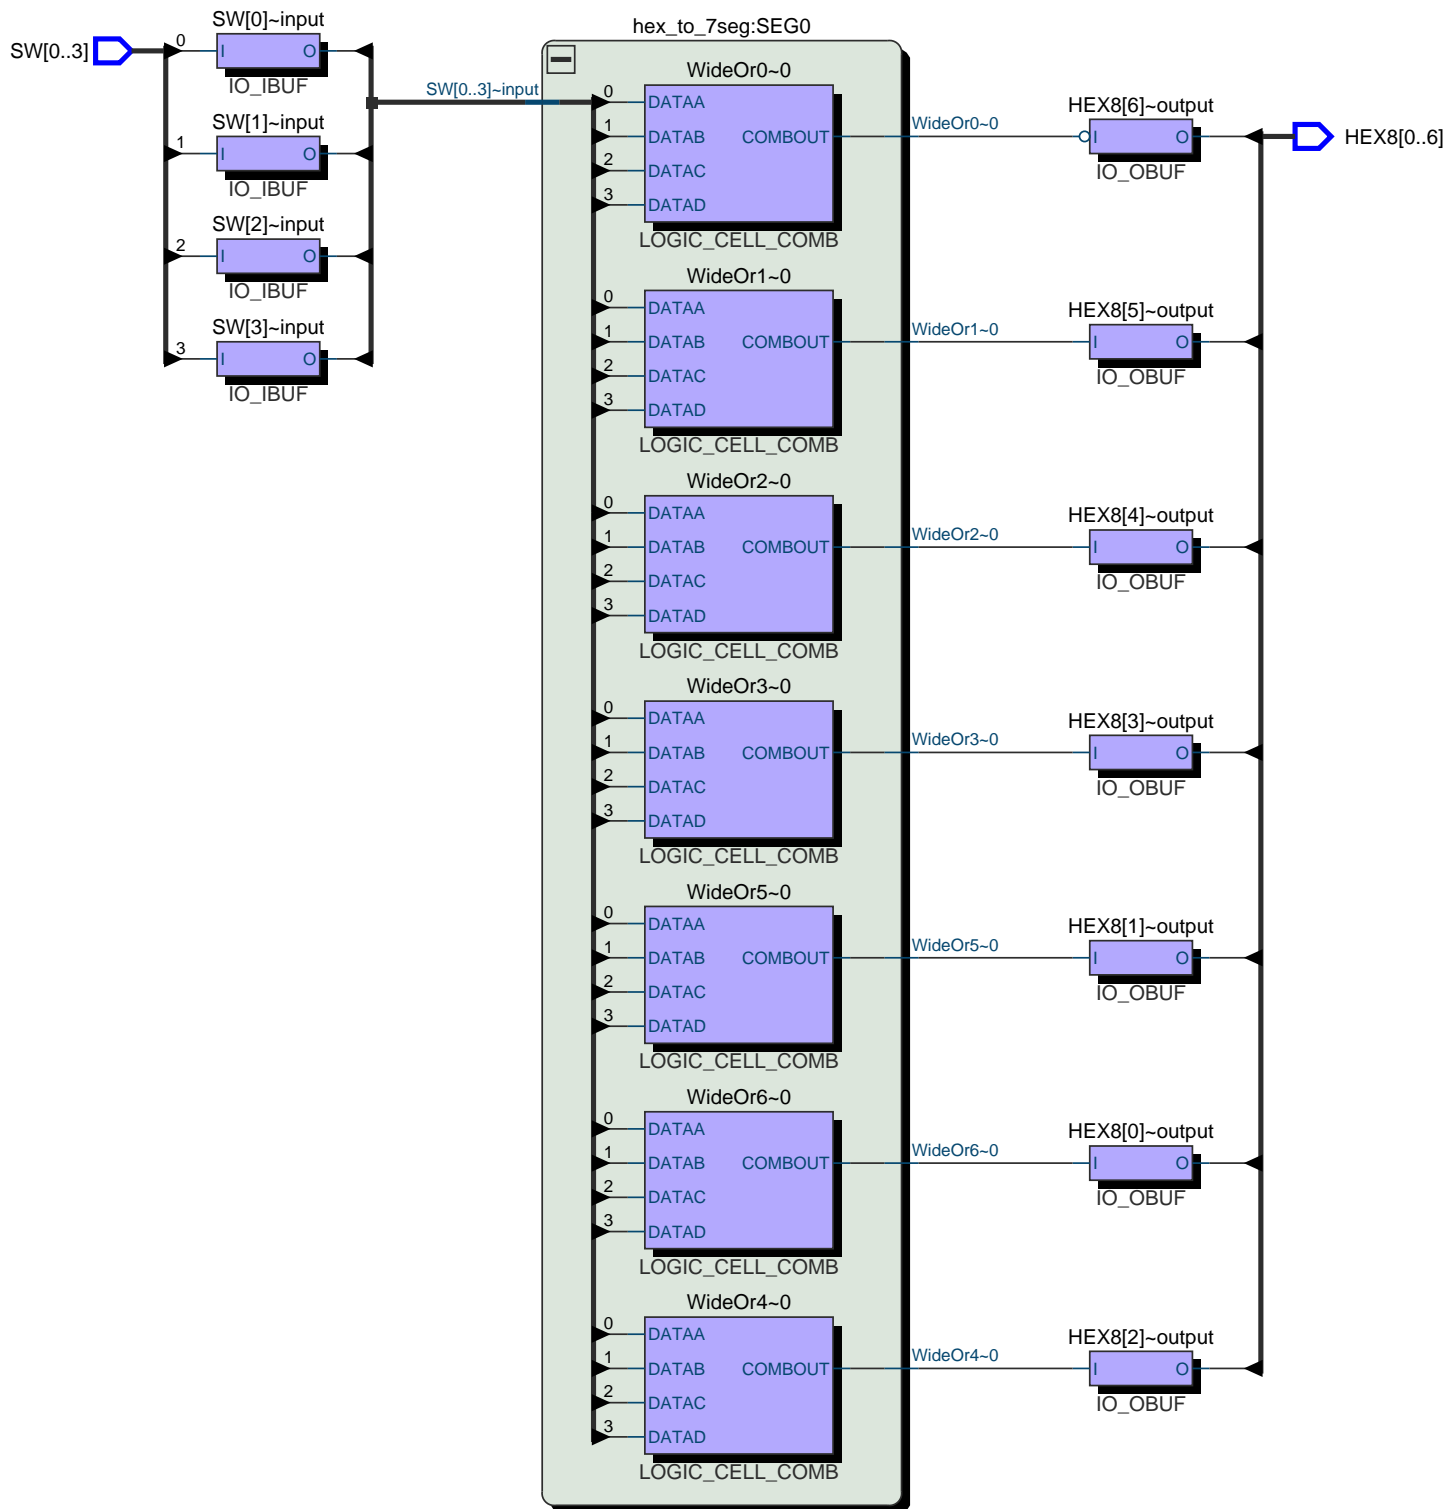 SW[0..3]
SW[0]~input
0
I
O
IO_IBUF
SW[1]~input
1
I
O
IO_IBUF
SW[2]~input
2
I
O
IO_IBUF
SW[3]~input
3
I
O
IO_IBUF
SW[0..3]~input
hex_to_7seg:SEG0
WideOr0~0
0
DATAA
1
DATAB
COMBOUT
2
DATAC
3
DATAD
LOGIC_CELL_COMB
WideOr1~0
0
DATAA
1
DATAB
COMBOUT
2
DATAC
3
DATAD
LOGIC_CELL_COMB
WideOr2~0
0
DATAA
1
DATAB
COMBOUT
2
DATAC
3
DATAD
LOGIC_CELL_COMB
WideOr3~0
0
DATAA
1
DATAB
COMBOUT
2
DATAC
3
DATAD
LOGIC_CELL_COMB
WideOr5~0
0
DATAA
1
DATAB
COMBOUT
2
DATAC
3
DATAD
LOGIC_CELL_COMB
WideOr6~0
0
DATAA
1
DATAB
COMBOUT
2
DATAC
3
DATAD
LOGIC_CELL_COMB
WideOr4~0
0
DATAA
1
DATAB
COMBOUT
2
DATAC
3
DATAD
LOGIC_CELL_COMB
WideOr0~0
HEX8[6]~output
I
O
IO_OBUF
WideOr1~0
HEX8[5]~output
I
O
IO_OBUF
WideOr2~0
HEX8[4]~output
I
O
IO_OBUF
WideOr3~0
HEX8[3]~output
I
O
IO_OBUF
WideOr5~0
HEX8[1]~output
I
O
IO_OBUF
WideOr6~0
HEX8[0]~output
I
O
IO_OBUF
WideOr4~0
HEX8[2]~output
I
O
IO_OBUF
HEX8[0..6]